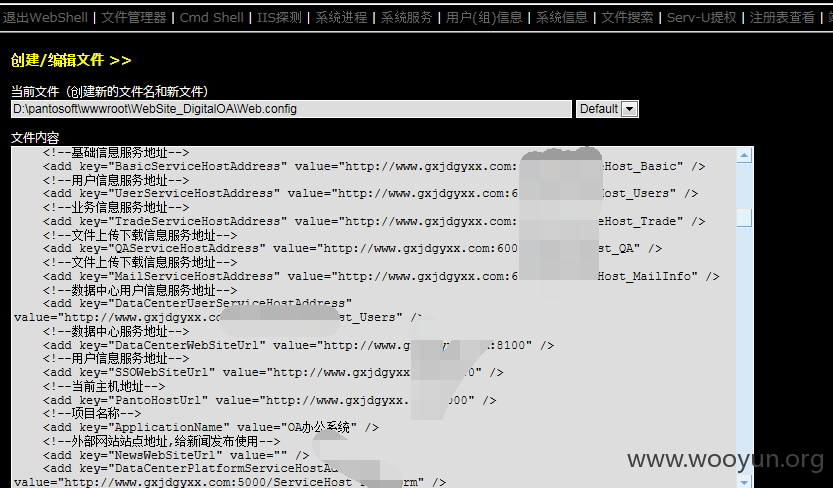 退出WebShell | 文件管理器 | Cmd Shell | IIS探测 | 系统进程 | 系统服务 | 用户(组)信息 | 系统信息 | 文件搜索 | Serv-U提权 | 注册表查看 |
创建/编辑文件 >>
当前文件（创建新的文件名和新文件）
D:\pantosoft\wwwroot\WebSite_DigitalOA\Web.config Default
文件内容
<!--基础信息服务地址-->
<add key="BasicServiceHostAddress" value="http://www.gxjdgyxx.com: eHost_Basic" />
<!--用户信息服务地址-->
<add key="UserServiceHostAddress" value="http://www.gxjdgyxx.com:6 Host_Users" />
<!--业务信息服务地址-->
<add key="TradeServiceHostAddress" value="http://www.gxjdgyxx.com: eHost_Trade" />
<!--文件上传下载信息服务地址-->
<add key="QAServiceHostAddress" value="http://www.gxjdgyxx.com:600 ost_QA" />
<!--文件上传下载信息服务地址-->
<add key="MailServiceHostAddress" value="http://www.gxjdgyxx.com:6 Host_MailInfo" />
<!--数据中心用户信息服务地址-->
<add key="DataCenterUserServiceHostAddress"
value="http://www.gxjdgyxx.co st_Users" />
<!--数据中心服务地址-->
<add key="DataCenterWebSiteUrl" value="http://www.g :8100" />
<!--用户信息服务地址-->
<add key="SSOWebSiteUrl" value="http://www.gxjdgyxx. 0" />
<!--当前主机地址-->
<add key="PantoHostUrl" value="http://www.gxjdgyxx. 000" />
<!--项目名称-->
<add key="ApplicationName" value="OA办公系统" />
<!--外部网站站点地址,给新闻发布使用-->
<add key="NewsWebSiteUrl" value="" />
<add key="DataCenterPlatformServiceHostAd
value="http://www.gxjdgyxx.com:5000/ServiceHost rm" />
www.wooyun.org